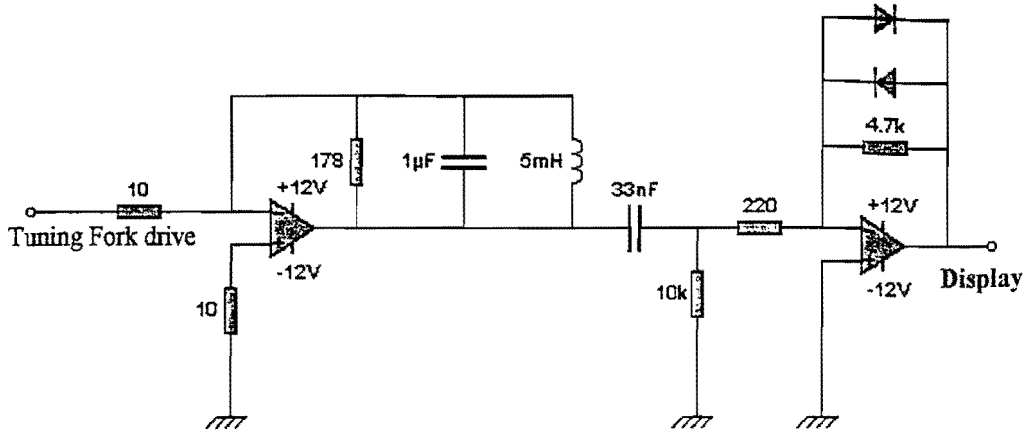 4.7k
178
1µF
5mH
33nF
10
+12V
220
+12V
Tuning Fork drive
-12V
10k
-12V
Display
10